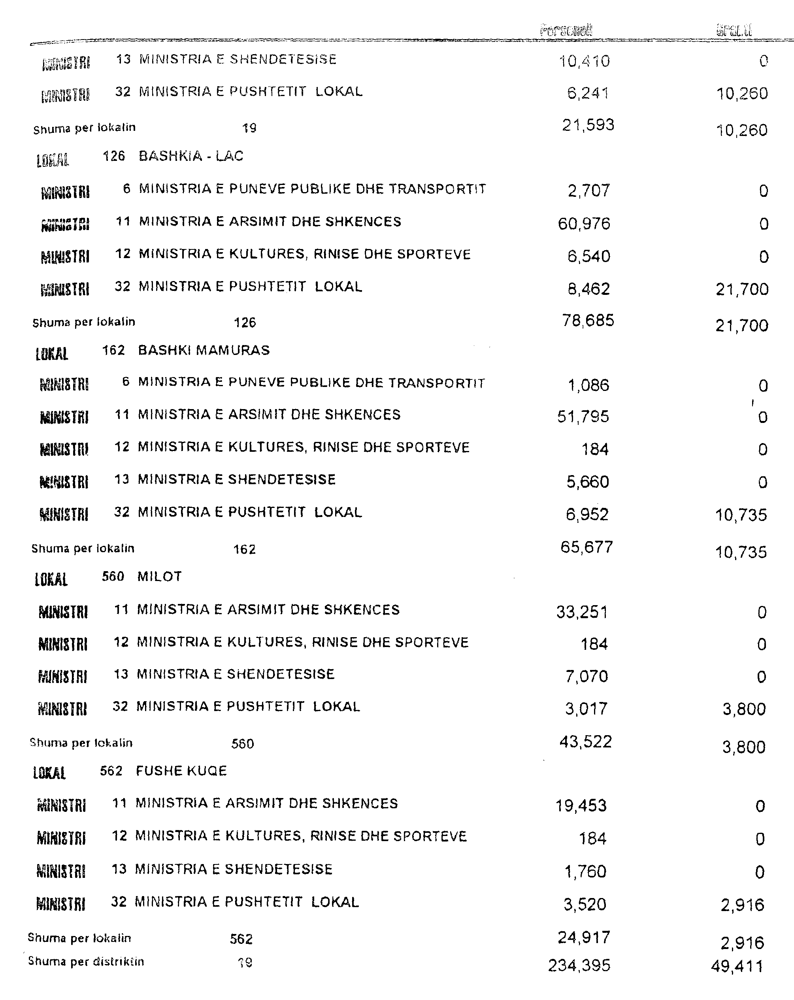 Personeli Grat.ti
MINISTRI 13 MINISTRIA E SHENDETESISE 10,410 0
MINISTRI 32 MINISTRIA E PUSHTETIT LOKAL 6,241 10,260
Shuma per lokalin 19 21,593 10,260
LOKAL 126 BASHKIA - LAC
MINISTRI 6 MINISTRIA E PUNEVE PUBLIKE DHE TRANSPORTIT 2,707 0
MINISTRI 11 MINISTRIA E ARSIMIT DHE SHKENCES 60,976 0
MINISTRI 12 MINISTRIA E KULTURES, RINISE DHE SPORTEVE 6,540 0
MINISTRI 32 MINISTRIA E PUSHTETIT LOKAL 8,462 21,700
Shuma per lokalin 126 78,685 21,700
LOKAL 162 BASHKI MAMURAS
MINISTRI 6 MINISTRIA E PUNEVE PUBLIKE DHE TRANSPORTIT 1,086 0
MINISTRI 11 MINISTRIA E ARSIMIT DHE SHKENCES 51,795 0
MINISTRI 12 MINISTRIA E KULTURES, RINISE DHE SPORTEVE 184 0
MINISTRI 13 MINISTRIA E SHENDETESISE 5,660 0
MINISTRI 32 MINISTRIA E PUSHTETIT LOKAL 6,952 10,735
Shuma per lokalin 162 65,677 10,735
LOKAL 560 MILOT
MINISTRI 11 MINISTRIA E ARSIMIT DHE SHKENCES 33,251 0
MINISTRI 12 MINISTRIA E KULTURES, RINISE DHE SPORTEVE 184 0
MINISTRI 13 MINISTRIA E SHENDETESISE 7,070 0
MINISTRI 32 MINISTRIA E PUSHTETIT LOKAL 3,017 3,800
Shuma per lokalin 560 43,522 3,800
LOKAL 562 FUSHE KUQE
MINISTRI 11 MINISTRIA E ARSIMIT DHE SHKENCES 19,453 0
MINISTRI 12 MINISTRIA E KULTURES, RINISE DHE SPORTEVE 184 0
MINISTRI 13 MINISTRIA E SHENDETESISE 1,760 0
MINISTRI 32 MINISTRIA E PUSHTETIT LOKAL 3,520 2,916
Shuma per lokalin 562 24,917 2,916
Shuma per distriktin 19 234,395 49,411